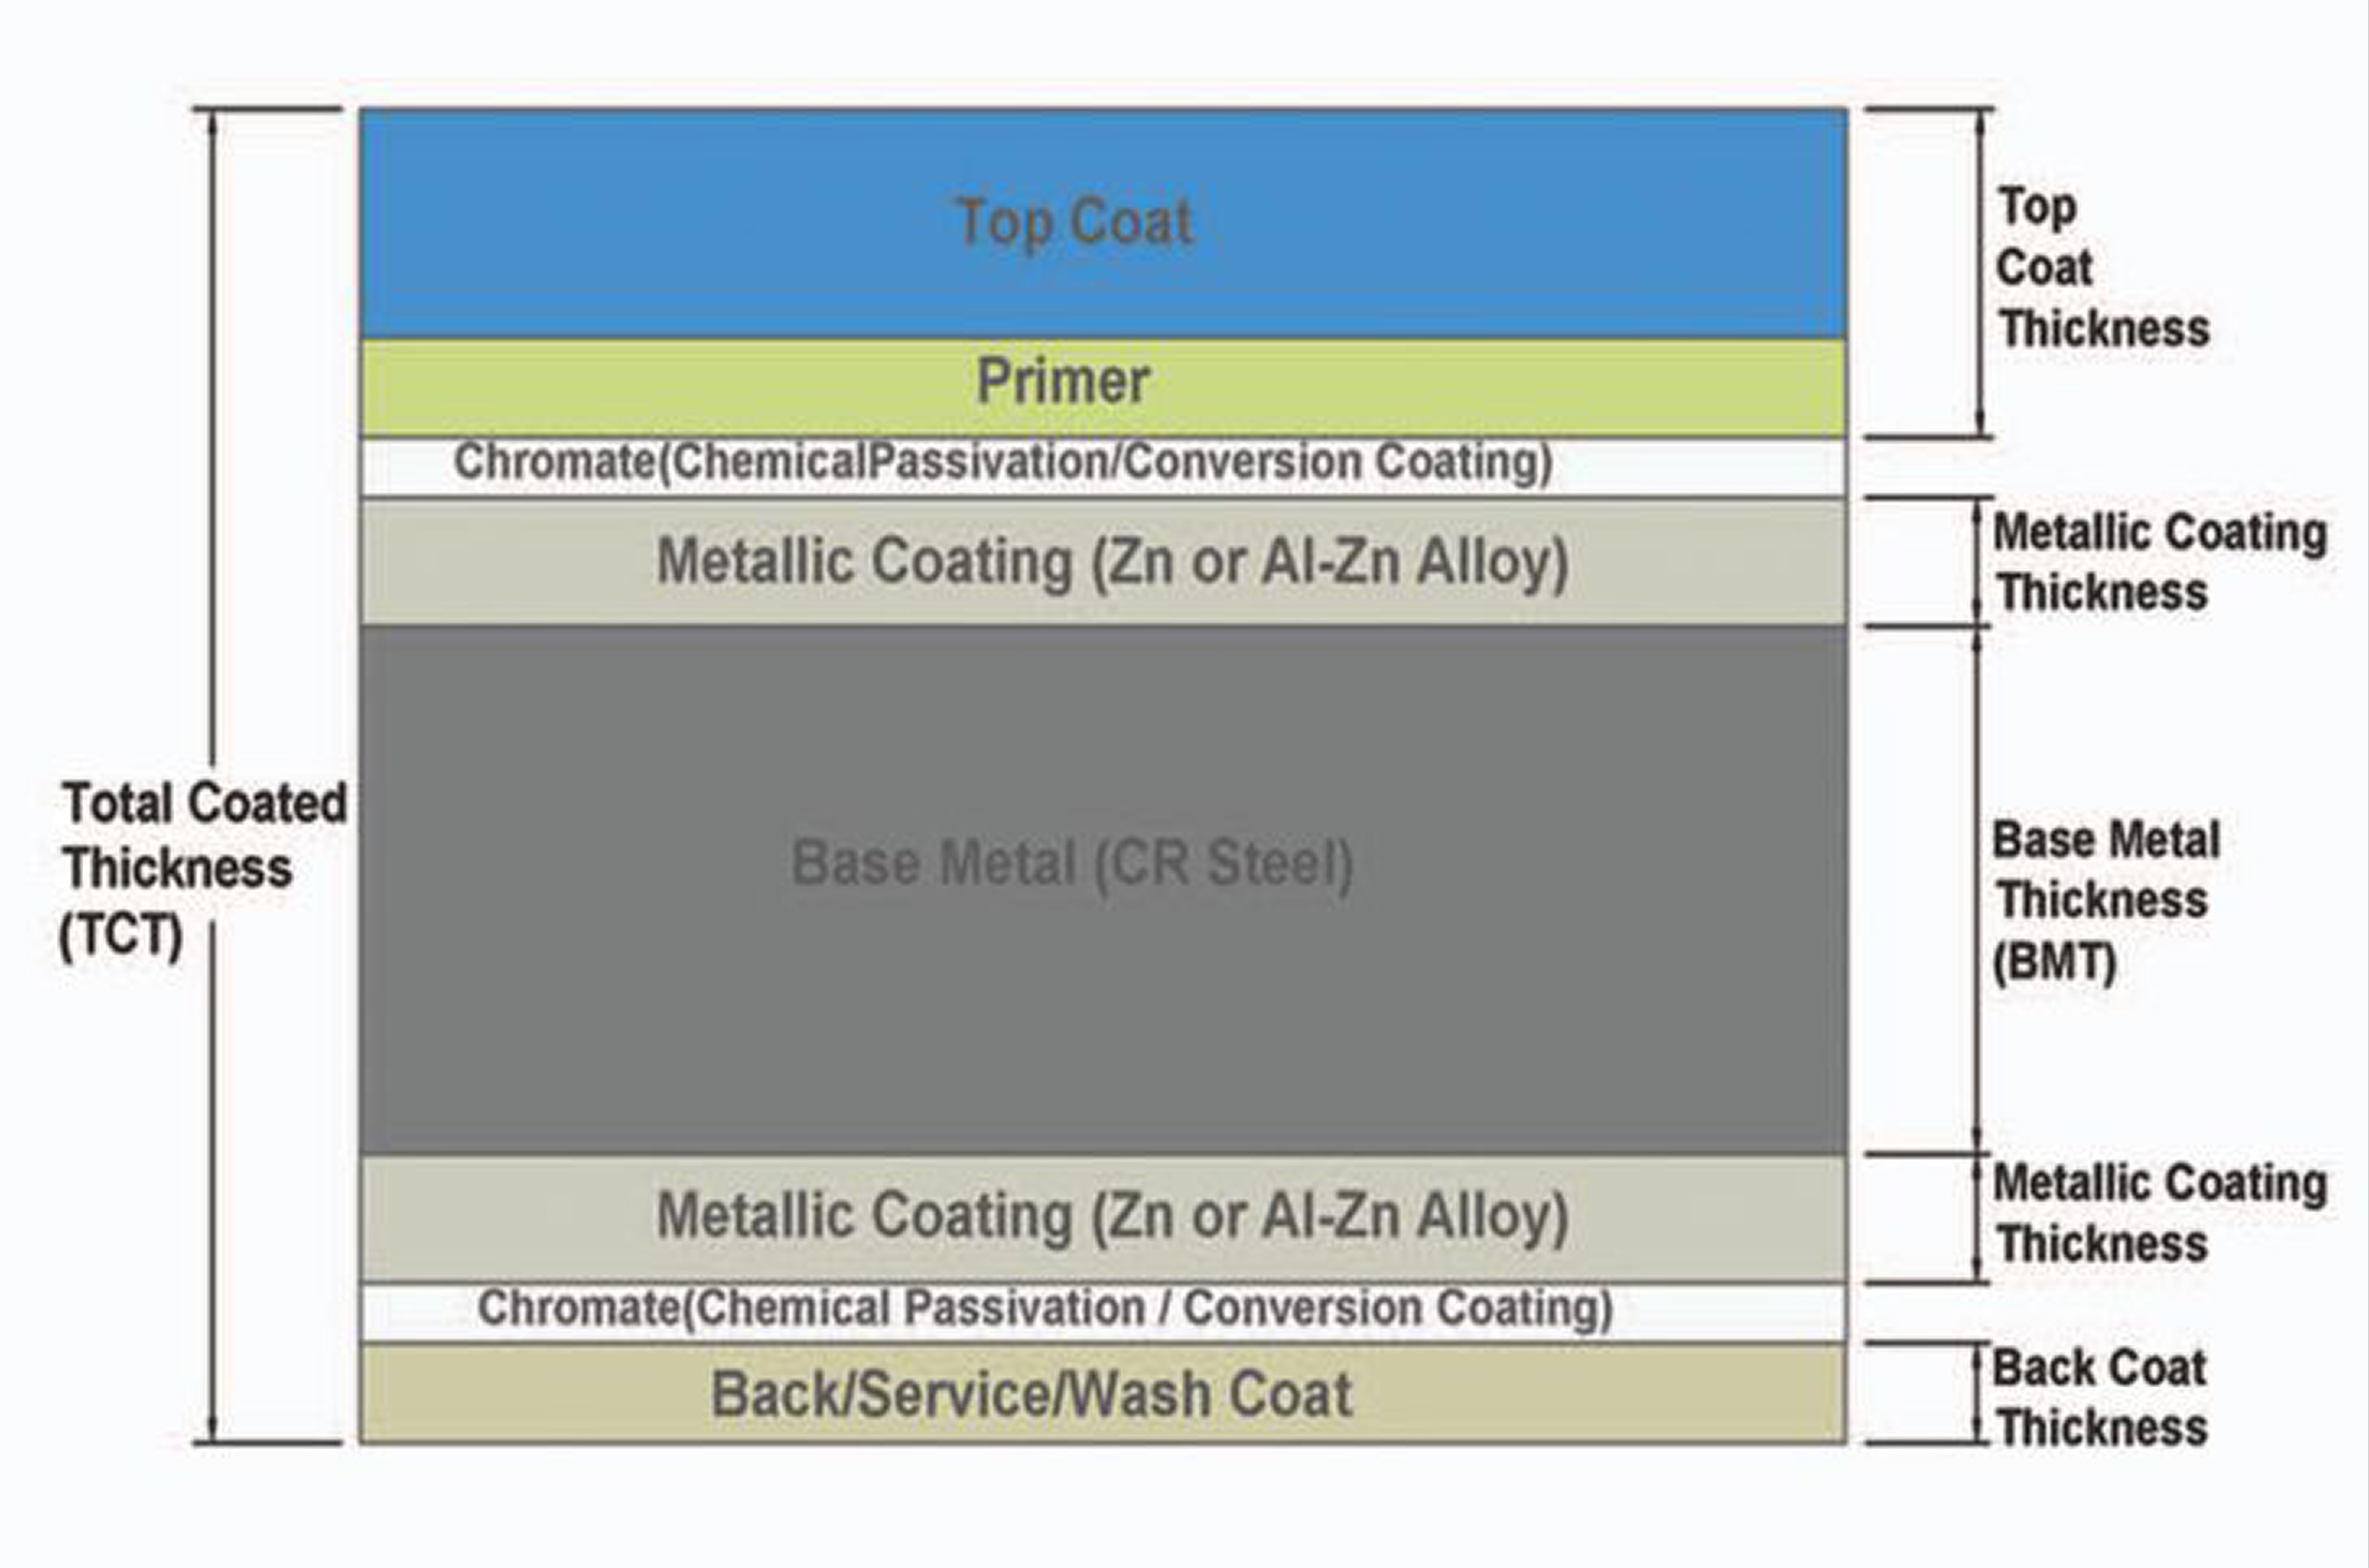 Top Coat
Primer
Chromate(ChemicalPassivation/Conversion Coating)
Metallic Coating (Zn or Al-Zn Alloy)
Base Metal (CR Steel)
Metallic Coating (Zn or Al-Zn Alloy)
Chromate(Chemical Passivation / Conversion Coating)
Back/Service/Wash Coat
Total Coated
Thickness
(TCT)
Top
Coat
Thickness
Metallic Coating
Thickness
Base Metal
Thickness
(BMT)
Metallic Coating
Thickness
Back Coat
Thickness